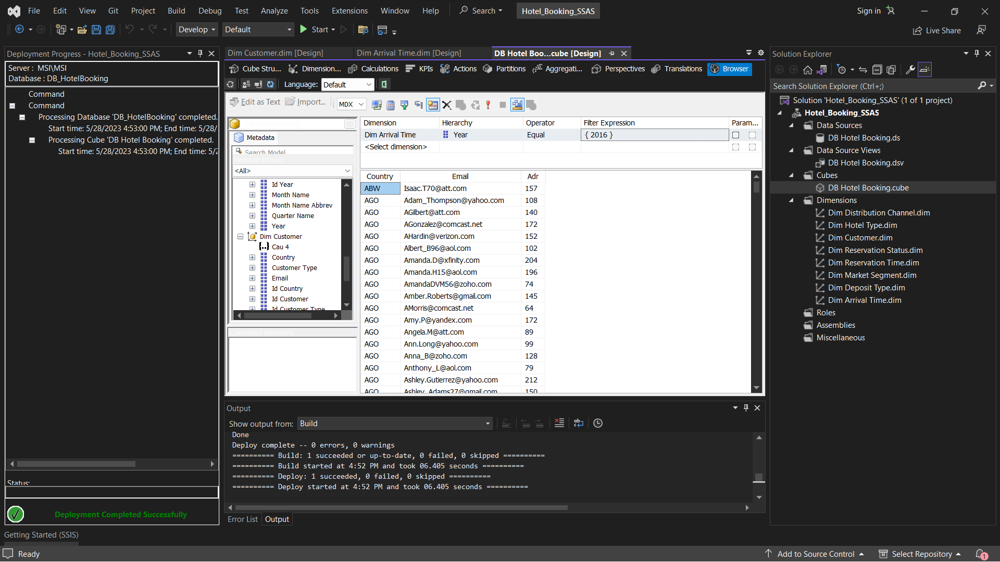 File Edit View Git Project Build Debug Test Analyze Tools Extensions Window Help Search Hotel_Booking_SSAS Sign in
Develop Default Start Live Share
Deployment Progress - Hotel_Booking_SSAS
Server : MSI\MSI
Database : DB_HotelBooking
Command
Command
Processing Database 'DB_HotelBooking' completed.
Start time: 5/28/2023 4:53:00 PM; End time: 5/28/
Processing Cube 'DB Hotel Booking' completed.
Start time: 5/28/2023 4:53:00 PM; End time: 5/2
Status:
Deployment Completed Successfully
Getting Started (SSIS)
Ready
Dim Customer.dim [Design] Dim Arrival Time.dim [Design] DB Hotel Boo...cube [Design]
Cube Stru... Dimension... Calculations KPIs Actions Partitions Aggregati... Perspectives Translations Browser
Language: Default
Edit as Text Import... MDX
Metadata
Search Model
Measure Group:
<All>
Id Year
Month Name
Month Name Abbrev
Quarter Name
Year
Dim Customer
Cau 4
Country
Customer Type
Email
Id Country
Id Customer
Id Customer Type
Calculated Members
Dimension Hierarchy Operator Filter Expression Param...
Dim Arrival Time Year Equal { 2016 }
<Select dimension>
Country Email Adr
ABW Isaac.T70@att.com 157
AGO Adam_Thompson@yahoo.com 108
AGO AGilbert@att.com 140
AGO AGonzalez@comcast.net 172
AGO AHardin@verizon.com 152
AGO Albert_B96@aol.com 102
AGO Amanda.D@xfinity.com 204
AGO Amanda.H15@aol.com 196
AGO AmandaDVM56@zoho.com 74
AGO Amber.Roberts@gmail.com 145
AGO AMorris@comcast.net 64
AGO Amy.P@yandex.com 172
AGO Angela.M@att.com 89
AGO Ann.Long@yahoo.com 99
AGO Anna_B@zoho.com 128
AGO Anthony_L@aol.com 79
AGO Ashley.Gutierrez@yahoo.com 212
AGO Ashley_Adams27@gmail.com 150
Output
Show output from: Build
Done
Deploy complete -- 0 errors, 0 warnings
========== Build: 1 succeeded or up-to-date, 0 failed, 0 skipped ==========
========== Build started at 4:52 PM and took 06.405 seconds ==========
========== Deploy: 1 succeeded, 0 failed, 0 skipped ==========
========== Deploy started at 4:52 PM and took 06.405 seconds ==========
Error List Output
Solution Explorer
Search Solution Explorer (Ctrl+;)
Solution 'Hotel_Booking_SSAS' (1 of 1 project)
Hotel_Booking_SSAS
Data Sources
DB Hotel Booking.ds
Data Source Views
DB Hotel Booking.dsv
Cubes
DB Hotel Booking.cube
Dimensions
Dim Distribution Channel.dim
Dim Hotel Type.dim
Dim Customer.dim
Dim Reservation Status.dim
Dim Reservation Time.dim
Dim Market Segment.dim
Dim Deposit Type.dim
Dim Arrival Time.dim
Roles
Assemblies
Miscellaneous
Add to Source Control Select Repository 1